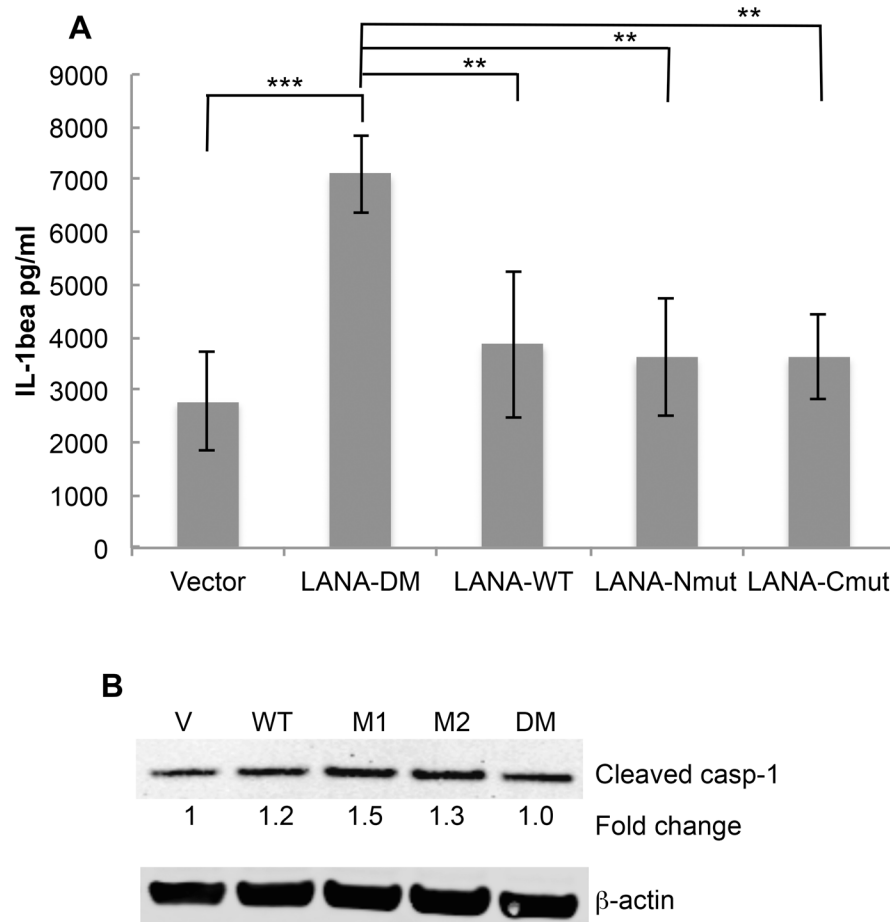 A
**
**
***
**
9000
8000
7000
6000
5000
4000
3000
2000
1000
0
IL-1bea pg/ml
Vector LANA-DM LANA-WT LANA-Nmut LANA-Cmut
B
V WT M1 M2 DM
Cleaved casp-1
1 1.2 1.5 1.3 1.0 Fold change
β-actin